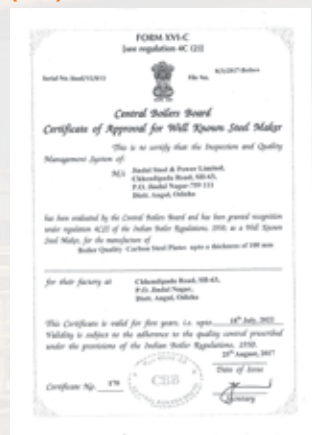 FORM XVI-C
[see regulation 4C (2)]
File No.
Central Boilers Board
Certificate of Approval for Well Known Steel Maker
This is to certify that the Inspection and Quality
Management System of:
M/s Jindal Steel & Power Limited,
Chhendipada Road, SH-63,
P.O. Jindal Nagar-759 111
Distt. Angul, Odisha
has been evaluated by the Central Boilers Board and has been granted recognition
under regulation 4C(2) of the Indian Boiler Regulations, 1950, as a Well Known
Steel Maker, for the manufacture of
Boiler Quality Carbon Steel Plates upto a thickness of 100 mm
for their factory at Chhendipada Road, SH-63,
P.O. Jindal Nagar,
Distt. Angul, Odisha
This Certificate is valid for five years, i.e. upto 14th July, 2022
Validity is subject to the adherence to the quality control prescribed
under the provisions of the Indian Boiler Regulations, 1950.
25th August, 2017
Date of Issue
CBB
Certificate No. 178
Secretary